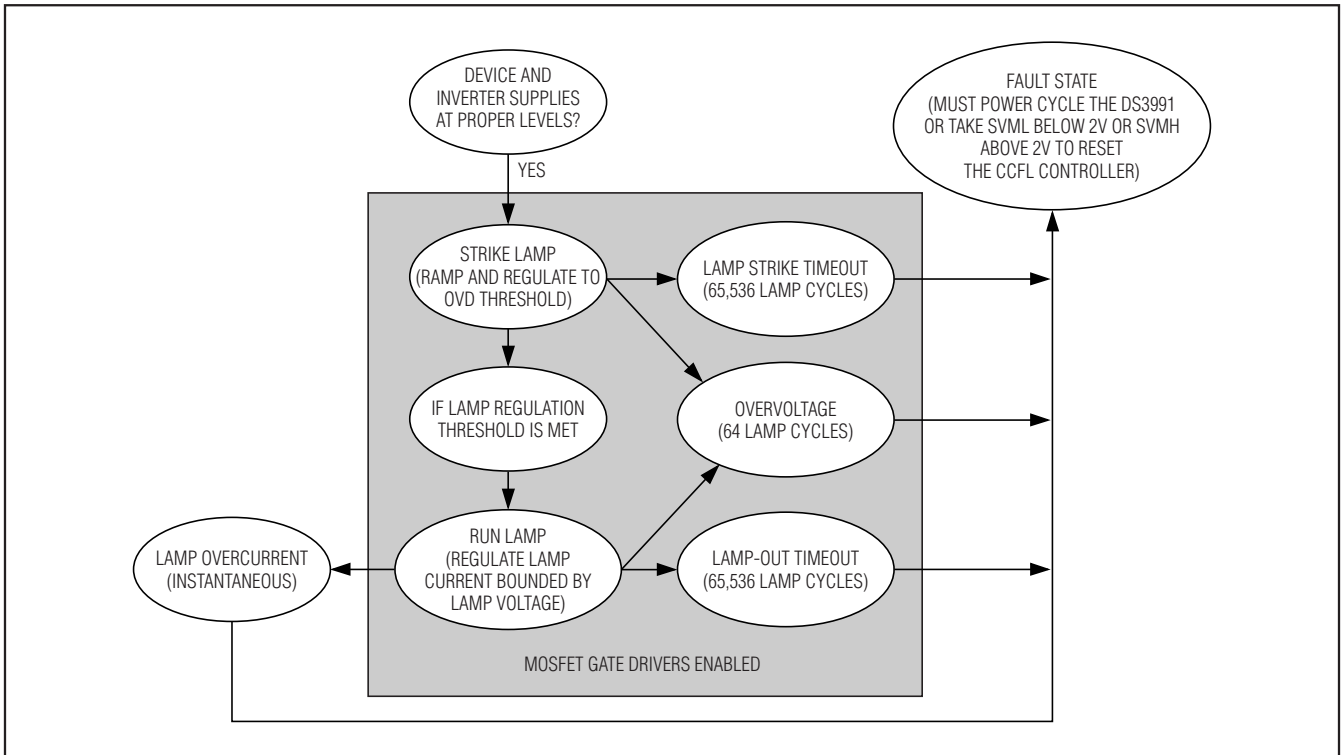 DEVICE AND
INVERTER SUPPLIES
AT PROPER LEVELS?
YES
FAULT STATE
(MUST POWER CYCLE THE DS3991
OR TAKE SVML BELOW 2V OR SVMH
ABOVE 2V TO RESET
THE CCFL CONTROLLER)
STRIKE LAMP
(RAMP AND REGULATE TO
OVD THRESHOLD)
LAMP STRIKE TIMEOUT
(65,536 LAMP CYCLES)
IF LAMP REGULATION
THRESHOLD IS MET
OVERVOLTAGE
(64 LAMP CYCLES)
LAMP OVERCURRENT
(INSTANTANEOUS)
RUN LAMP
(REGULATE LAMP
CURRENT BOUNDED BY
LAMP VOLTAGE)
LAMP-OUT TIMEOUT
(65,536 LAMP CYCLES)
MOSFET GATE DRIVERS ENABLED